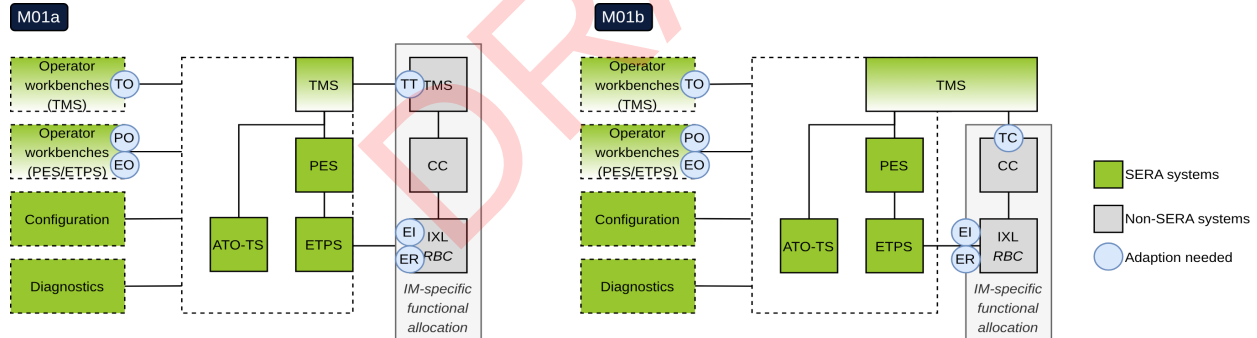 M01a
Operator
workbenches
(TMS)
TO
Operator
workbenches
(PES/ETPS)
PO
EO
Configuration
Diagnostics
TMS
PES
ATO-TS
ETPS
TT
TMS
CC
EI
ER
IXL
RBC
IM-specific
functional
allocation
M01b
Operator
workbenches
(TMS)
TO
Operator
workbenches
(PES/ETPS)
PO
EO
Configuration
Diagnostics
TMS
PES
ATO-TS
ETPS
TC
CC
EI
ER
IXL
RBC
IM-specific
functional
allocation
SERA systems
Non-SERA systems
Adaption needed
DRA